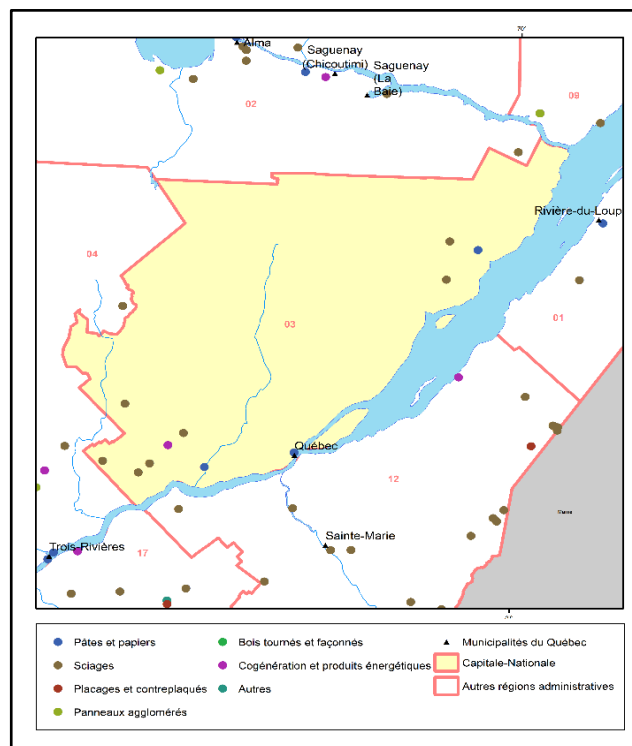 70°
Alma
Saguenay
(Chicoutimi)
Saguenay
(La
Baie)
02
09
Rivière-du-Loup
04
01
03
Québec
12
Sainte-Marie
Trois-Rivières
17
Pâtes et papiers
Sciages
Placages et contreplaqués
Panneaux agglomérés
Bois tournés et façonnés
Cogénération et produits énergétiques
Autres
Municipalités du Québec
Capitale-Nationale
Autres régions administratives